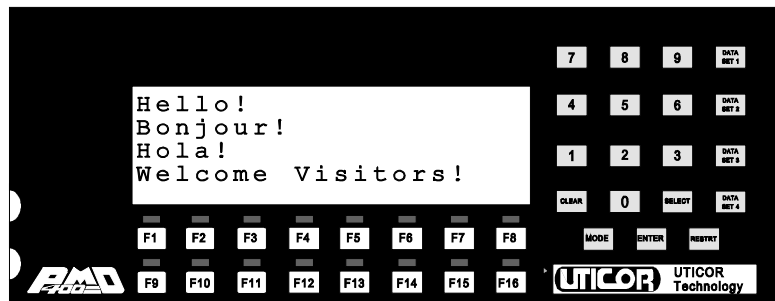 7 8 9 DATA SET 1
Hello!
Bonjour!
Hola!
Welcome Visitors!
4 5 6 DATA SET 2
1 2 3 DATA SET 3
CLEAR 0 SELECT DATA SET 4
F1 F2 F3 F4 F5 F6 F7 F8
MODE ENTER RESTRT
PMD 400
F9 F10 F11 F12 F13 F14 F15 F16
UTICOR
UTICOR
Technology